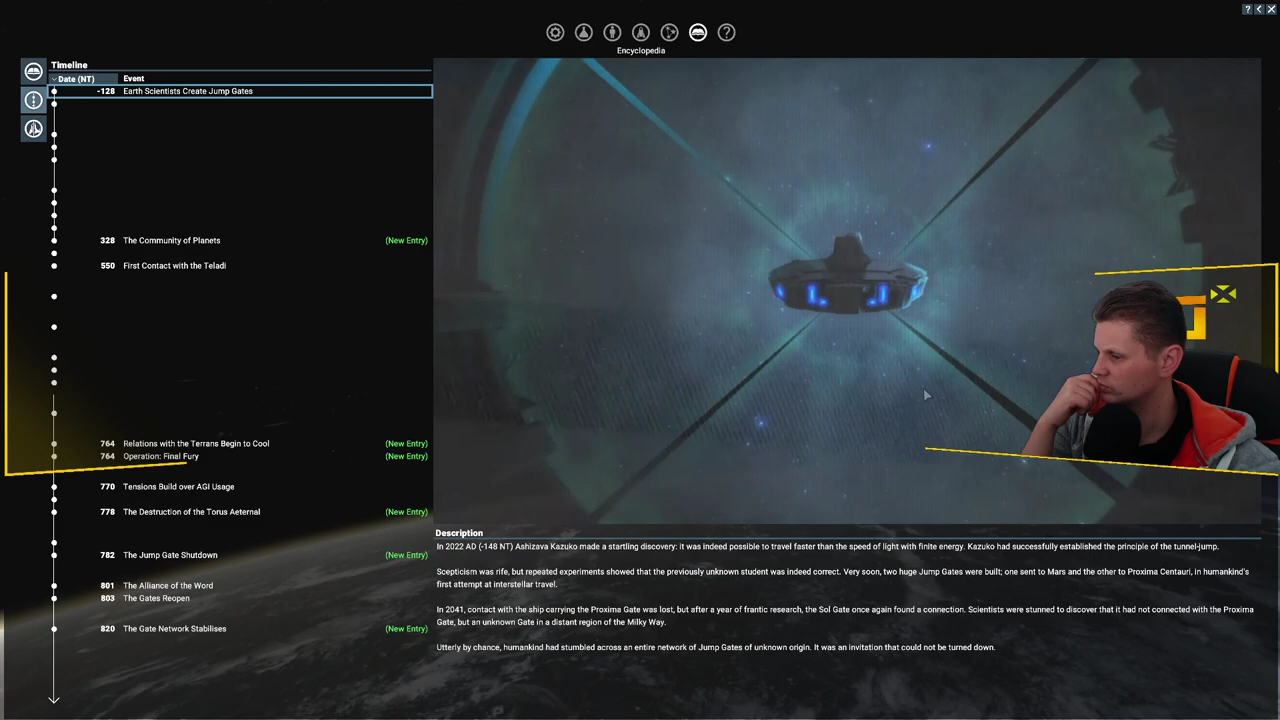 Encyclopedia
Timeline
Date (NT) Event
-128 Earth Scientists Create Jump Gates
328 The Community of Planets (New Entry)
550 First Contact with the Teladi
764 Relations with the Terrans Begin to Cool (New Entry)
764 Operation: Final Fury (New Entry)
770 Tensions Build over AGI Usage
778 The Destruction of the Torus Aeternal (New Entry)
782 The Jump Gate Shutdown (New Entry)
801 The Alliance of the Word
803 The Gates Reopen
820 The Gate Network Stabilises (New Entry)
Description
In 2022 AD (-148 NT) Ashizava Kazuko made a startling discovery: it was indeed possible to travel faster than the speed of light with finite energy. Kazuko had successfully established the principle of the tunnel-jump.
Scepticism was rife, but repeated experiments showed that the previously unknown student was indeed correct. Very soon, two huge Jump Gates were built; one sent to Mars and the other to Proxima Centauri, in humankind's
first attempt at interstellar travel.
In 2041, contact with the ship carrying the Proxima Gate was lost, but after a year of frantic research, the Sol Gate once again found a connection. Scientists were stunned to discover that it had not connected with the Proxima
Gate, but an unknown Gate in a distant region of the Milky Way.
Utterly by chance, humankind had stumbled across an entire network of Jump Gates of unknown origin. It was an invitation that could not be turned down.